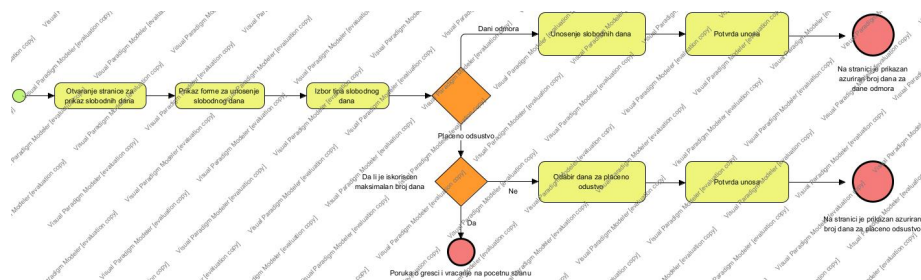 Dani odmora
Unosenje slobodnih dana
Potvrda unosa
Na stranici je prikazan
azuriran broj dana za
dane odmora
Otvaranje stranice za
prikaz slobodnih dana
Prikaz forme za unosenje
slobodnog dana
Izbor tipa slobodnog
dana
Placeno odsustvo
Da li je iskoriscen
maksimalan broj dana
Ne
Odabir dana za placeno
odustvo
Potvrda unosa
Na stranici je prikazan azuriran
broj dana za placeno odsustvo
Da
Poruka o gresci i vracanje na pocetnu stranu
Visual Paradigm Modeler [evaluation copy]